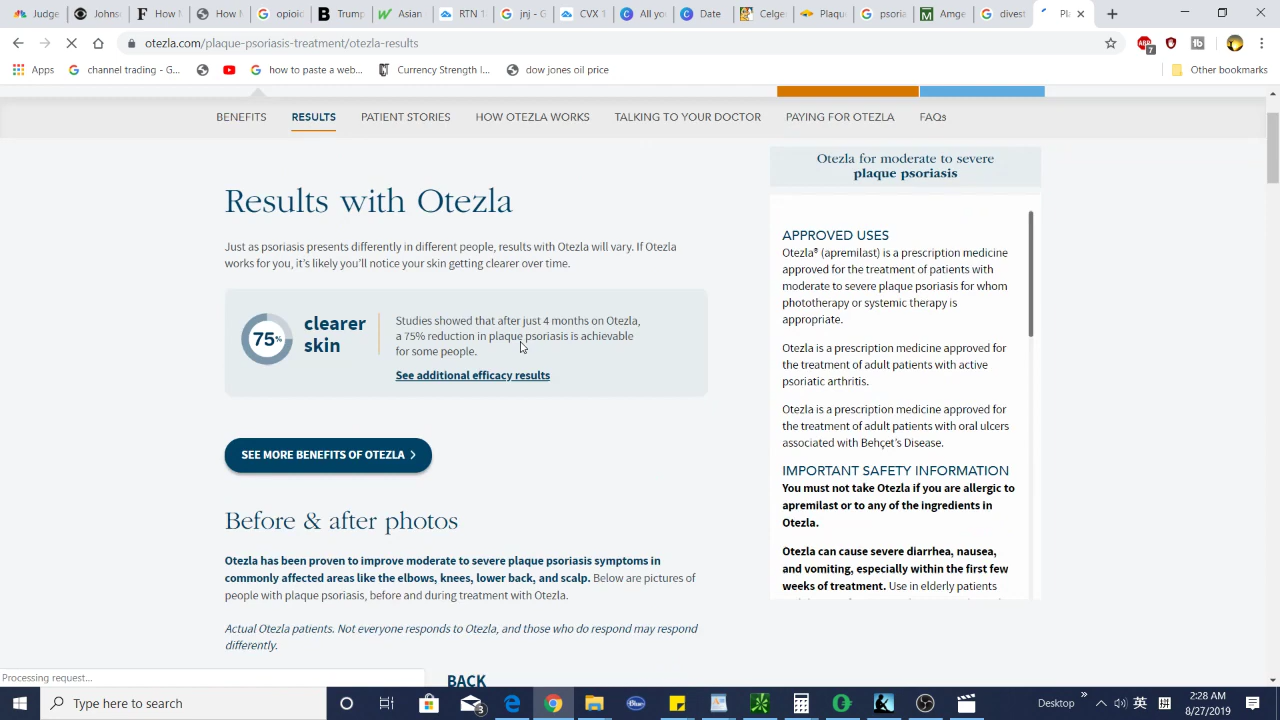 Judge
Johns
How M
How M
opioic
Trump
Asian
RTN 1
jnj - G
CVX 1
All you
Date
Celge
Plaqu
psoria
Amge
divest
Pla
otezla.com/plaque-psoriasis-treatment/otezla-results
Apps
channel trading - G...
how to paste a web...
Currency Strength I...
dow jones oil price
Other bookmarks
BENEFITS
RESULTS
PATIENT STORIES
HOW OTEZLA WORKS
TALKING TO YOUR DOCTOR
PAYING FOR OTEZLA
FAQs
Results with Otezla
Just as psoriasis presents differently in different people, results with Otezla will vary. If Otezla
works for you, it's likely you'll notice your skin getting clearer over time.
75%
clearer
skin
Studies showed that after just 4 months on Otezla,
a 75% reduction in plaque psoriasis is achievable
for some people.
See additional efficacy results
SEE MORE BENEFITS OF OTEZLA
Before & after photos
Otezla has been proven to improve moderate to severe plaque psoriasis symptoms in
commonly affected areas like the elbows, knees, lower back, and scalp. Below are pictures of
people with plaque psoriasis, before and during treatment with Otezla.
Actual Otezla patients. Not everyone responds to Otezla, and those who do respond may respond
differently.
BACK
Otezla for moderate to severe
plaque psoriasis
APPROVED USES
Otezla® (apremilast) is a prescription medicine
approved for the treatment of patients with
moderate to severe plaque psoriasis for whom
phototherapy or systemic therapy is
appropriate.
Otezla is a prescription medicine approved for
the treatment of adult patients with active
psoriatic arthritis.
Otezla is a prescription medicine approved for
the treatment of adult patients with oral ulcers
associated with Behçet's Disease.
IMPORTANT SAFETY INFORMATION
You must not take Otezla if you are allergic to
apremilast or to any of the ingredients in
Otezla.
Otezla can cause severe diarrhea, nausea,
and vomiting, especially within the first few
weeks of treatment. Use in elderly patients
Processing request...
Type here to search
Desktop
英
拼
2:28 AM
8/27/2019